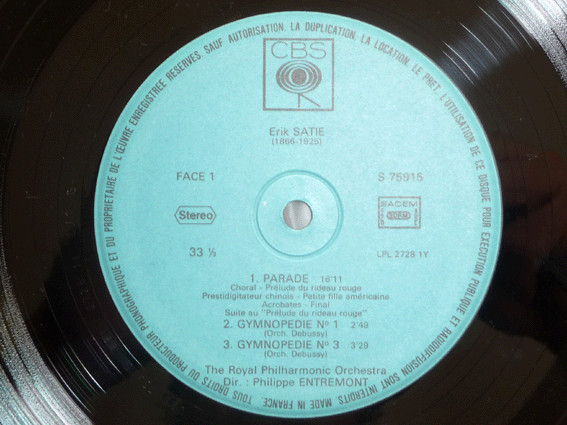 TOUS DROITS DU PRODUCTEUR PHONOGRAPHIQUE ET DU PROPRIETAIRE DE L'ŒUVRE ENREGISTREE RESERVES. SAUF AUTORISATION. LA DUPLICATION. LA LOCATION. LE PRET. L'UTILISATION DE CE DISQUE POUR EXECUTION PUBLIQUE ET RADIODIFFUSION SONT INTERDITS. MADE IN FRANCE.
CBS
Erik SATIE
(1866-1925)
FACE 1
S 75915
Stereo
SACEM
33 ⅓
LPL 2728 1Y
1. PARADE 16'11
Choral - Prélude du rideau rouge
Prestidigitateur chinois - Petite fille américaine
Acrobates - Final
Suite au "Prélude du rideau rouge"
2. GYMNOPEDIE No 1 2'49
(Orch. Debussy)
3. GYMNOPEDIE No 3 3'29
(Orch. Debussy)
The Royal Philharmonic Orchestra
Dir. : Philippe ENTREMONT